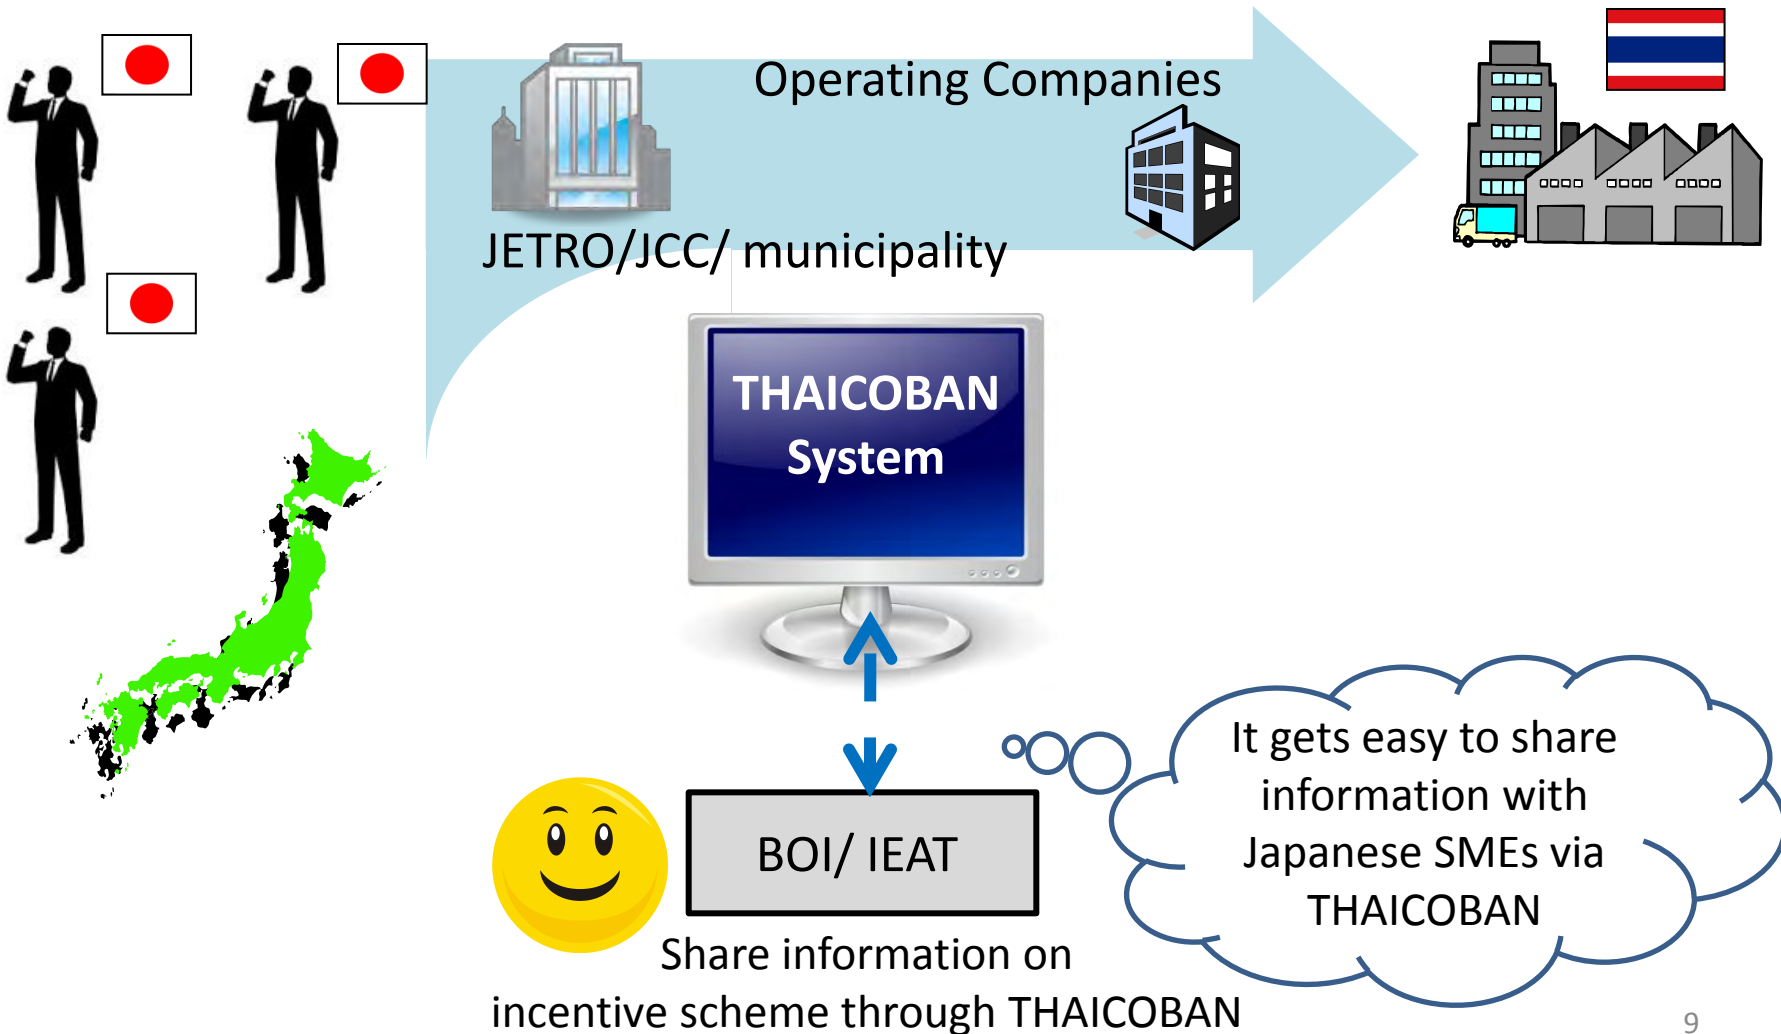 Operating Companies
JETRO/JCC/ municipality
THAICOBAN
System
It gets easy to share
information with
Japanese SMEs via
THAICOBAN
BOI/ IEAT
Share information on
incentive scheme through THAICOBAN
9